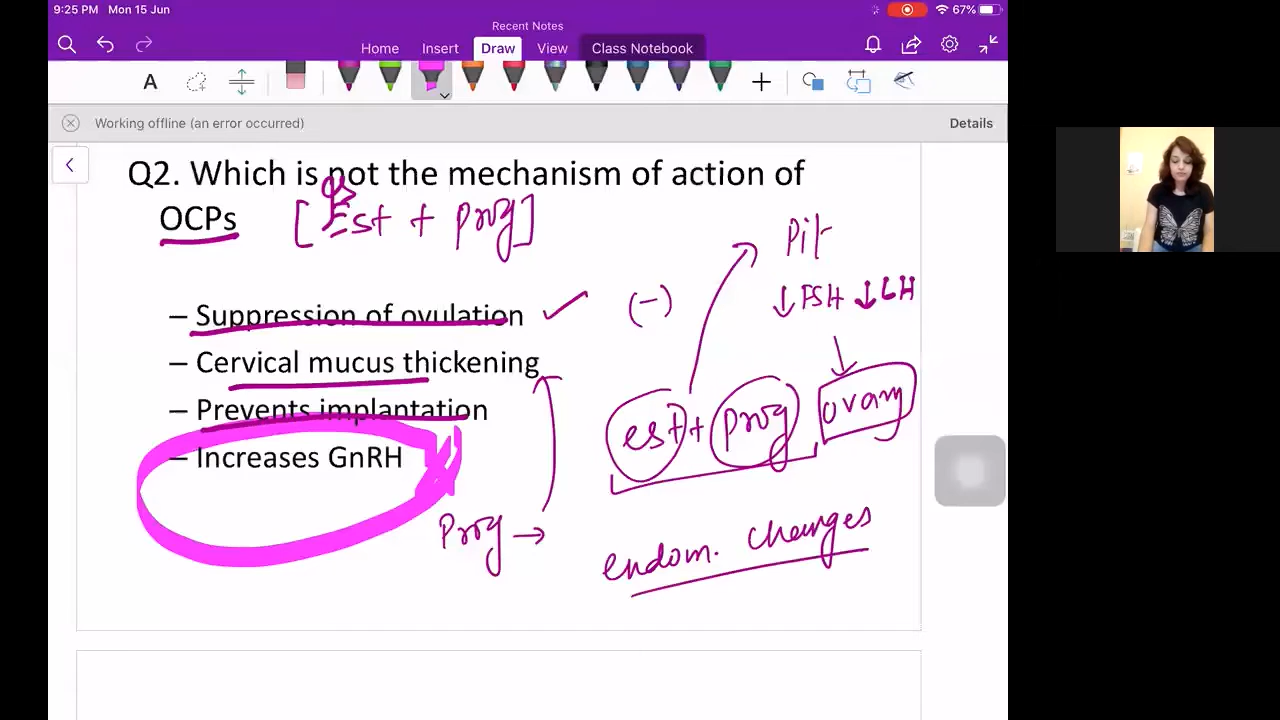 9:25 PM Mon 15 Jun
67%
Recent Notes
Home Insert Draw View Class Notebook
A
Working offline (an error occurred)
Details
Q2. Which is not the mechanism of action of
OCPs [Est + Prog]
Pit
↓FSH ↓LH
– Suppression of ovulation ✓ (-)
– Cervical mucus thickening
est + prog ovary
– Prevents implantation
– Increases GnRH
Prog →
endom. changes